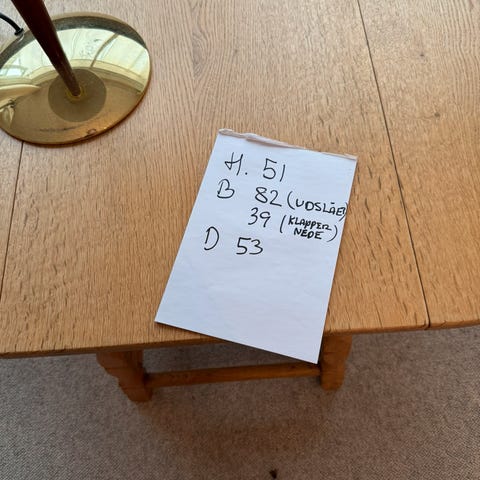 H. 51
B 82 (UDSLÅET
39 (KLAPPER
NEDE)
D 53